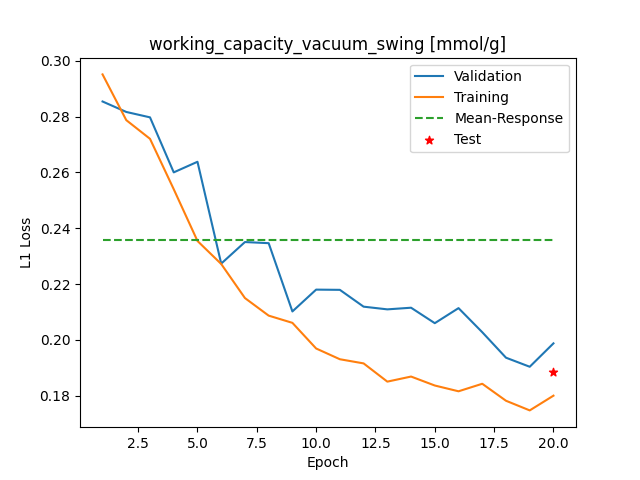 working_capacity_vacuum_swing [mmol/g]
Validation
Training
Mean-Response
Test
L1 Loss
0.30
0.28
0.26
0.24
0.22
0.20
0.18
2.5 5.0 7.5 10.0 12.5 15.0 17.5 20.0
Epoch